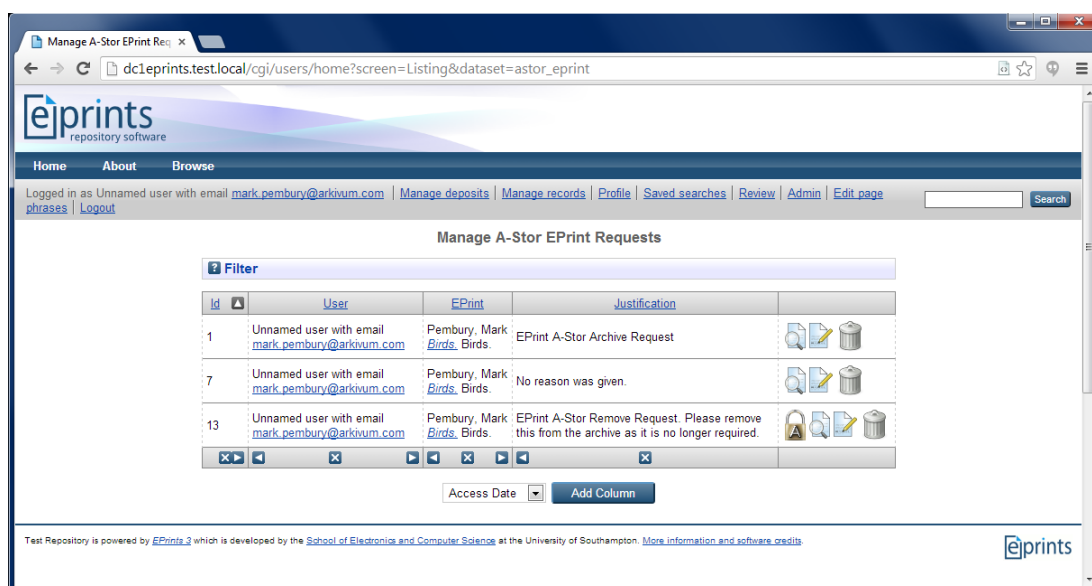 Manage A-Stor EPrint Req
dc1eprints.test.local/cgi/users/home?screen=Listing&dataset=astor_eprint
eprints
repository software
Home About Browse
Logged in as Unnamed user with email mark.pembury@arkivum.com | Manage deposits | Manage records | Profile | Saved searches | Review | Admin | Edit page
phrases | Logout
Search
Manage A-Stor EPrint Requests
? Filter
Id User EPrint Justification
1 Unnamed user with email mark.pembury@arkivum.com Pembury, Mark Birds. Birds. EPrint A-Stor Archive Request
7 Unnamed user with email mark.pembury@arkivum.com Pembury, Mark Birds. Birds. No reason was given.
13 Unnamed user with email mark.pembury@arkivum.com Pembury, Mark Birds. Birds. EPrint A-Stor Remove Request. Please remove this from the archive as it is no longer required.
A
Access Date Add Column
Test Repository is powered by EPrints 3 which is developed by the School of Electronics and Computer Science at the University of Southampton. More information and software credits.
eprints